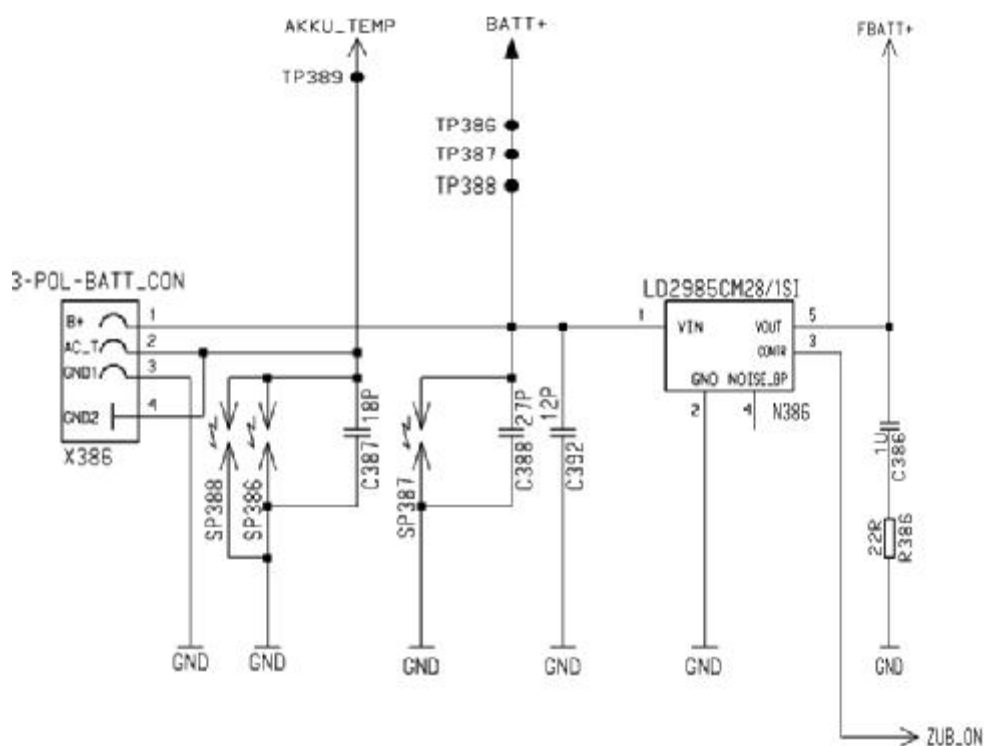 AKKU_TEMP
BATT+
FBATT+
TP389
TP386
TP387
TP388
3-POL-BATT_CON
LD2985CM28/1SI
B+
1
1
VIN
VOUT
5
AC_T
2
CONTR
3
GND1
3
GND
NOISE_BP
GND2
4
2
4
N386
X386
SP388
SP386
18P
C387
SP387
27P
C388
12P
C392
1U
C386
22R
R386
GND
GND
GND
GND
GND
GND
ZUB_ON